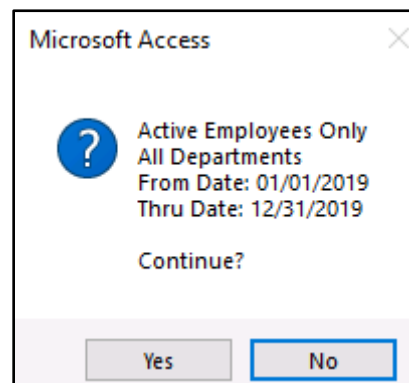 Microsoft Access
?
Active Employees Only
All Departments
From Date: 01/01/2019
Thru Date: 12/31/2019
Continue?
Yes
No